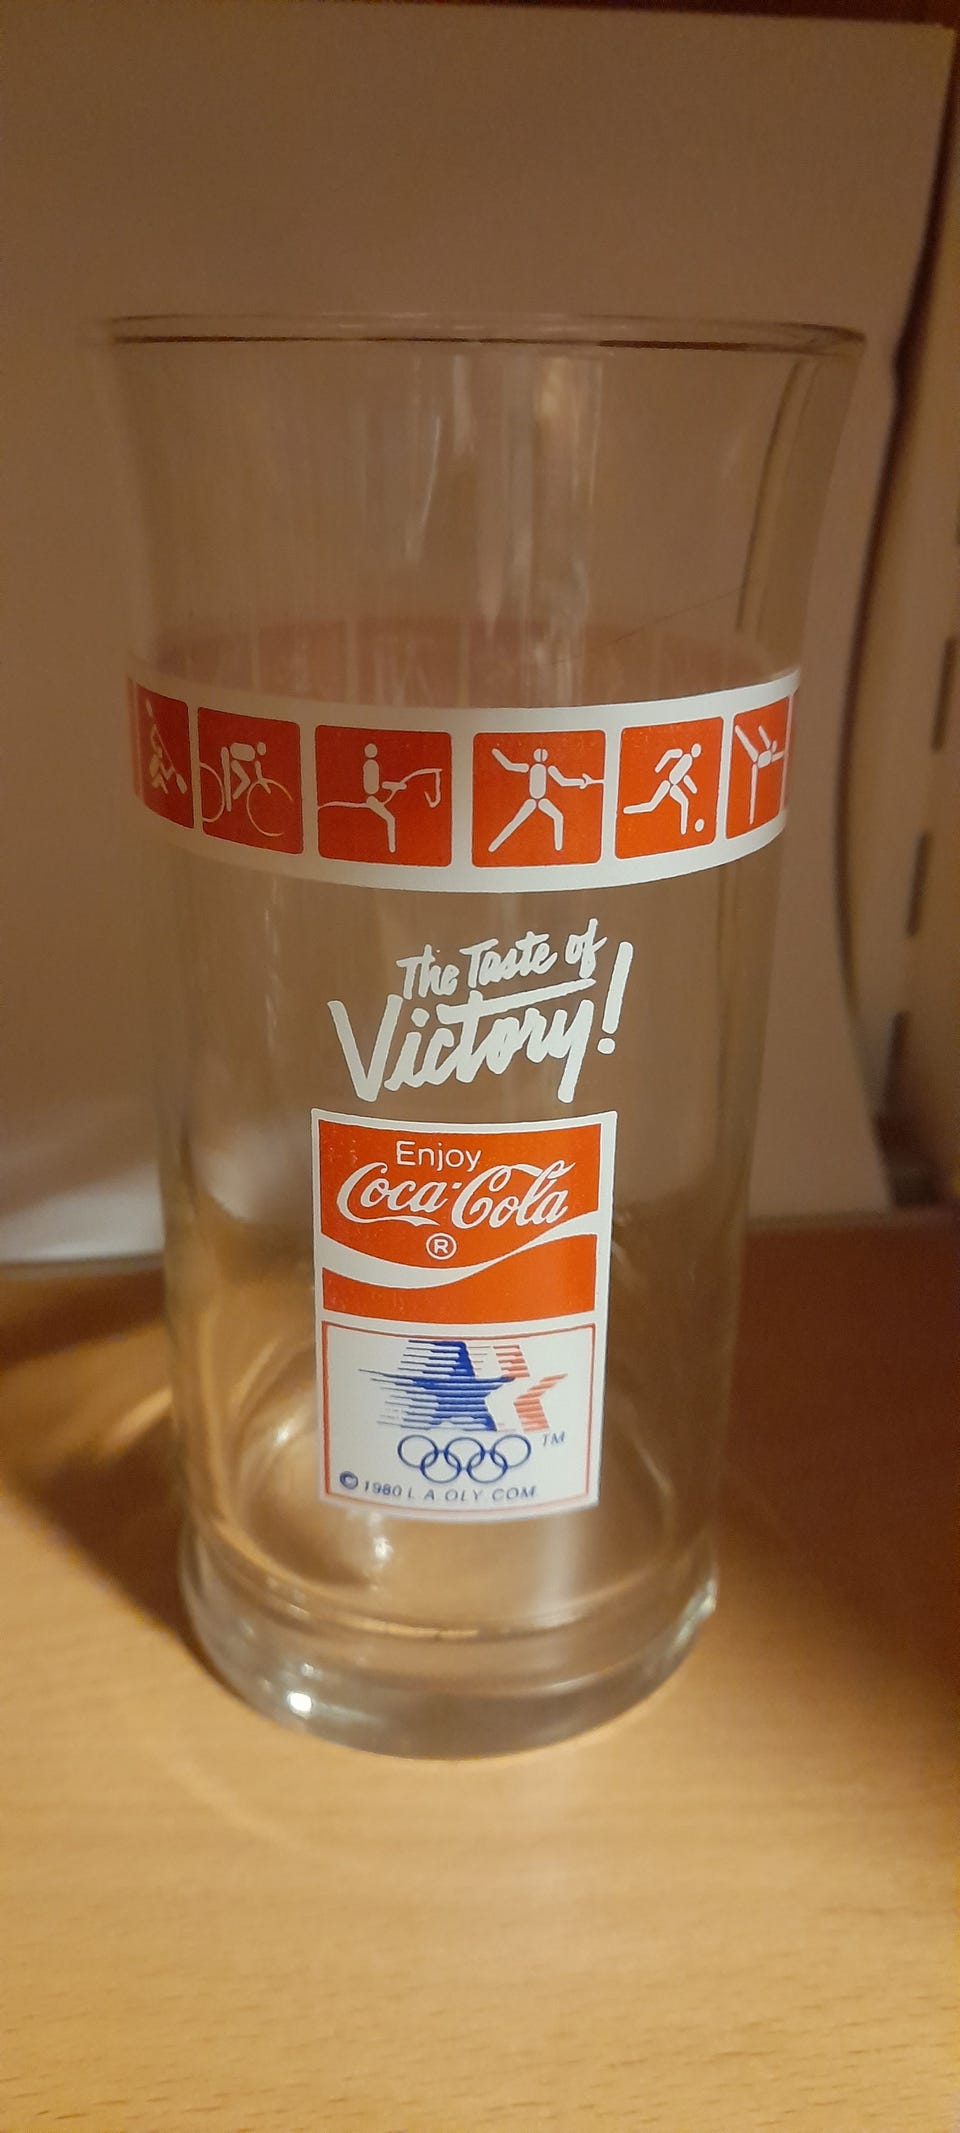 The Taste of
Victory!
Enjoy
Coca-Cola
®
TM
© 1980 L.A. OLY. COM